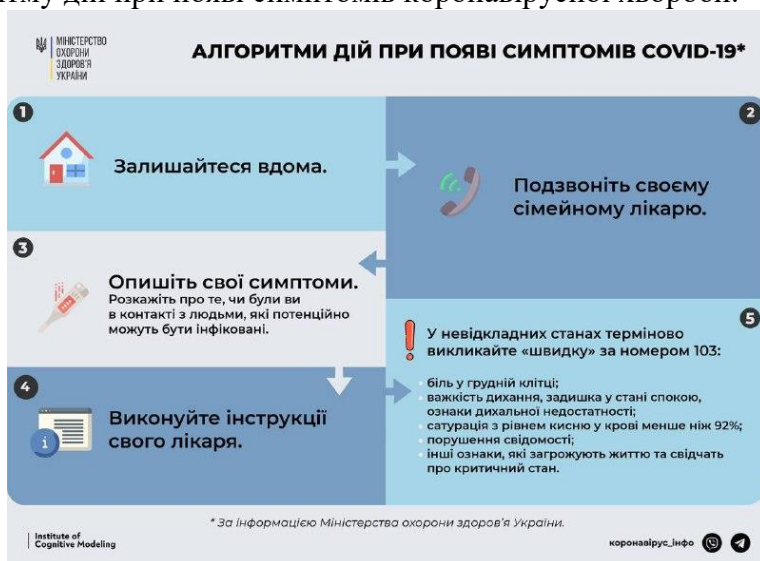 МІНІСТЕРСТВО
ОХОРОНИ
ЗДОРОВ'Я
УКРАЇНИ
АЛГОРИТМИ ДІЙ ПРИ ПОЯВІ СИМПТОМІВ COVID-19*
1
Залишайтеся вдома.
2
Подзвоніть своєму
сімейному лікарю.
3
Опишіть свої симптоми.
Розкажіть про те, чи були ви
в контакті з людьми, які потенційно
можуть бути інфіковані.
4
Виконуйте інструкції
свого лікаря.
5
У невідкладних станах терміново
викликайте «швидку» за номером 103:
біль у грудній клітці;
важкість дихання, задишка у стані спокою,
ознаки дихальної недостатності;
сатурація з рівнем кисню у крові менше ніж 92%;
порушення свідомості;
інші ознаки, які загрожують життю та свідчать
про критичний стан.
* За інформацією Міністерства охорони здоров'я України.
Institute of
Cognitive Modeling
коронавірус_інфо